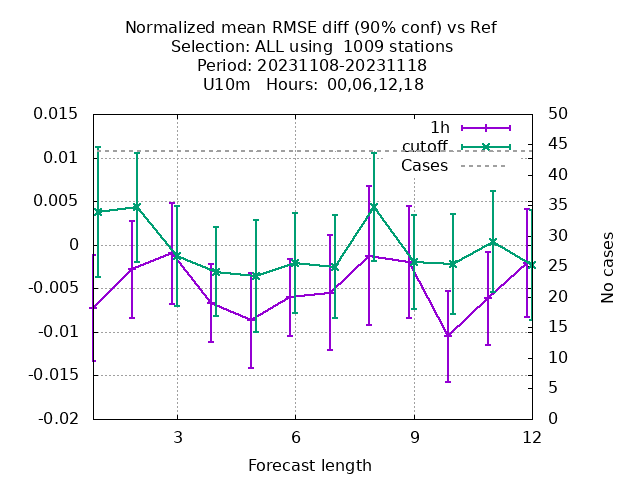 Normalized mean RMSE diff (90% conf) vs Ref
Selection: ALL using  1009 stations
Period: 20231108-20231118
U10m   Hours:  00,06,12,18
1h
cutoff
Cases
0.015
0.01
0.005
0
-0.005
-0.01
-0.015
-0.02
50
45
40
35
30
25
20
15
10
5
0
No cases
3
6
9
12
Forecast length